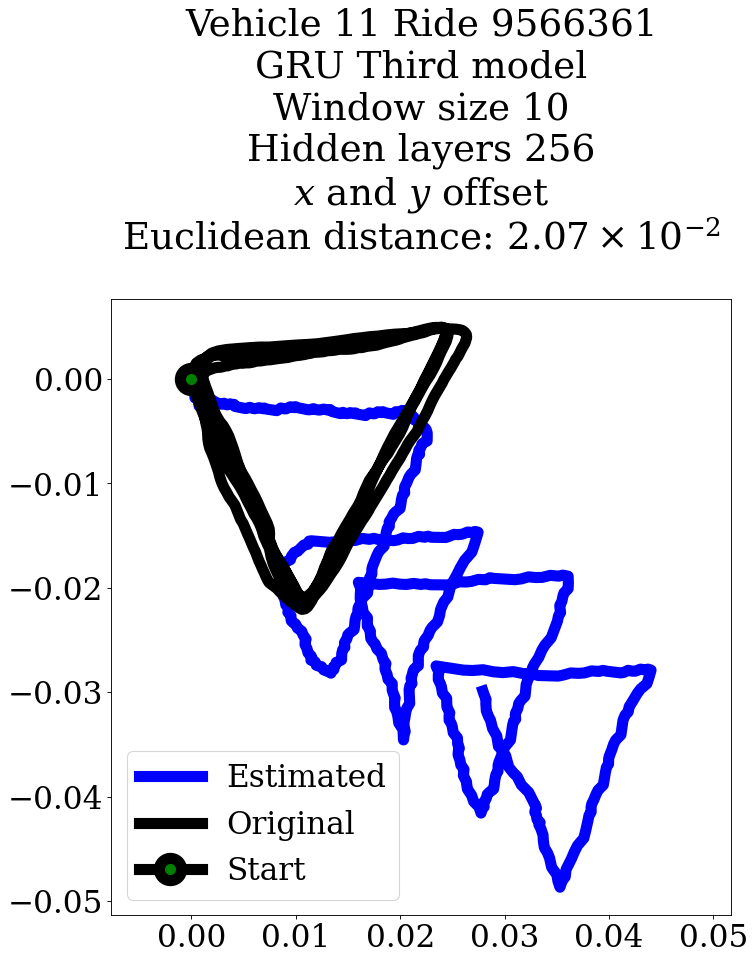 Vehicle 11 Ride 9566361
GRU Third model
Window size 10
Hidden layers 256
x and y offset
Euclidean distance: 2.07 × 10⁻²
0.00
−0.01
−0.02
−0.03
−0.04
−0.05
Estimated
Original
Start
0.00 0.01 0.02 0.03 0.04 0.05